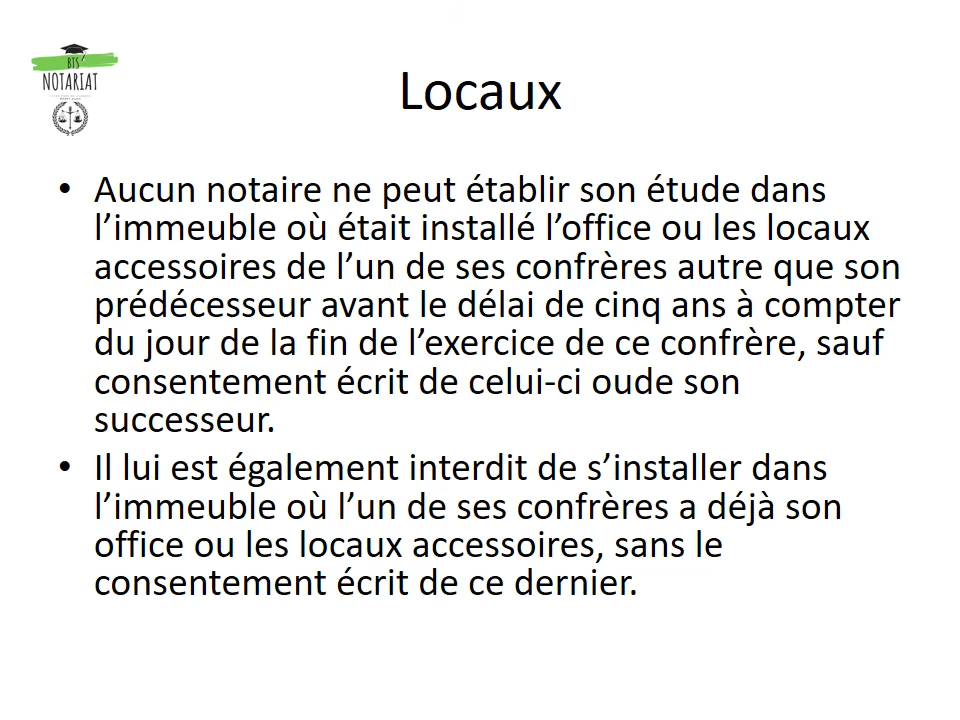 BTS
NOTARIAT
Locaux
• Aucun notaire ne peut établir son étude dans
l’immeuble où était installé l’office ou les locaux
accessoires de l’un de ses confrères autre que son
prédécesseur avant le délai de cinq ans à compter
du jour de la fin de l’exercice de ce confrère, sauf
consentement écrit de celui-ci oude son
successeur.
• Il lui est également interdit de s’installer dans
l’immeuble où l’un de ses confrères a déjà son
office ou les locaux accessoires, sans le
consentement écrit de ce dernier.